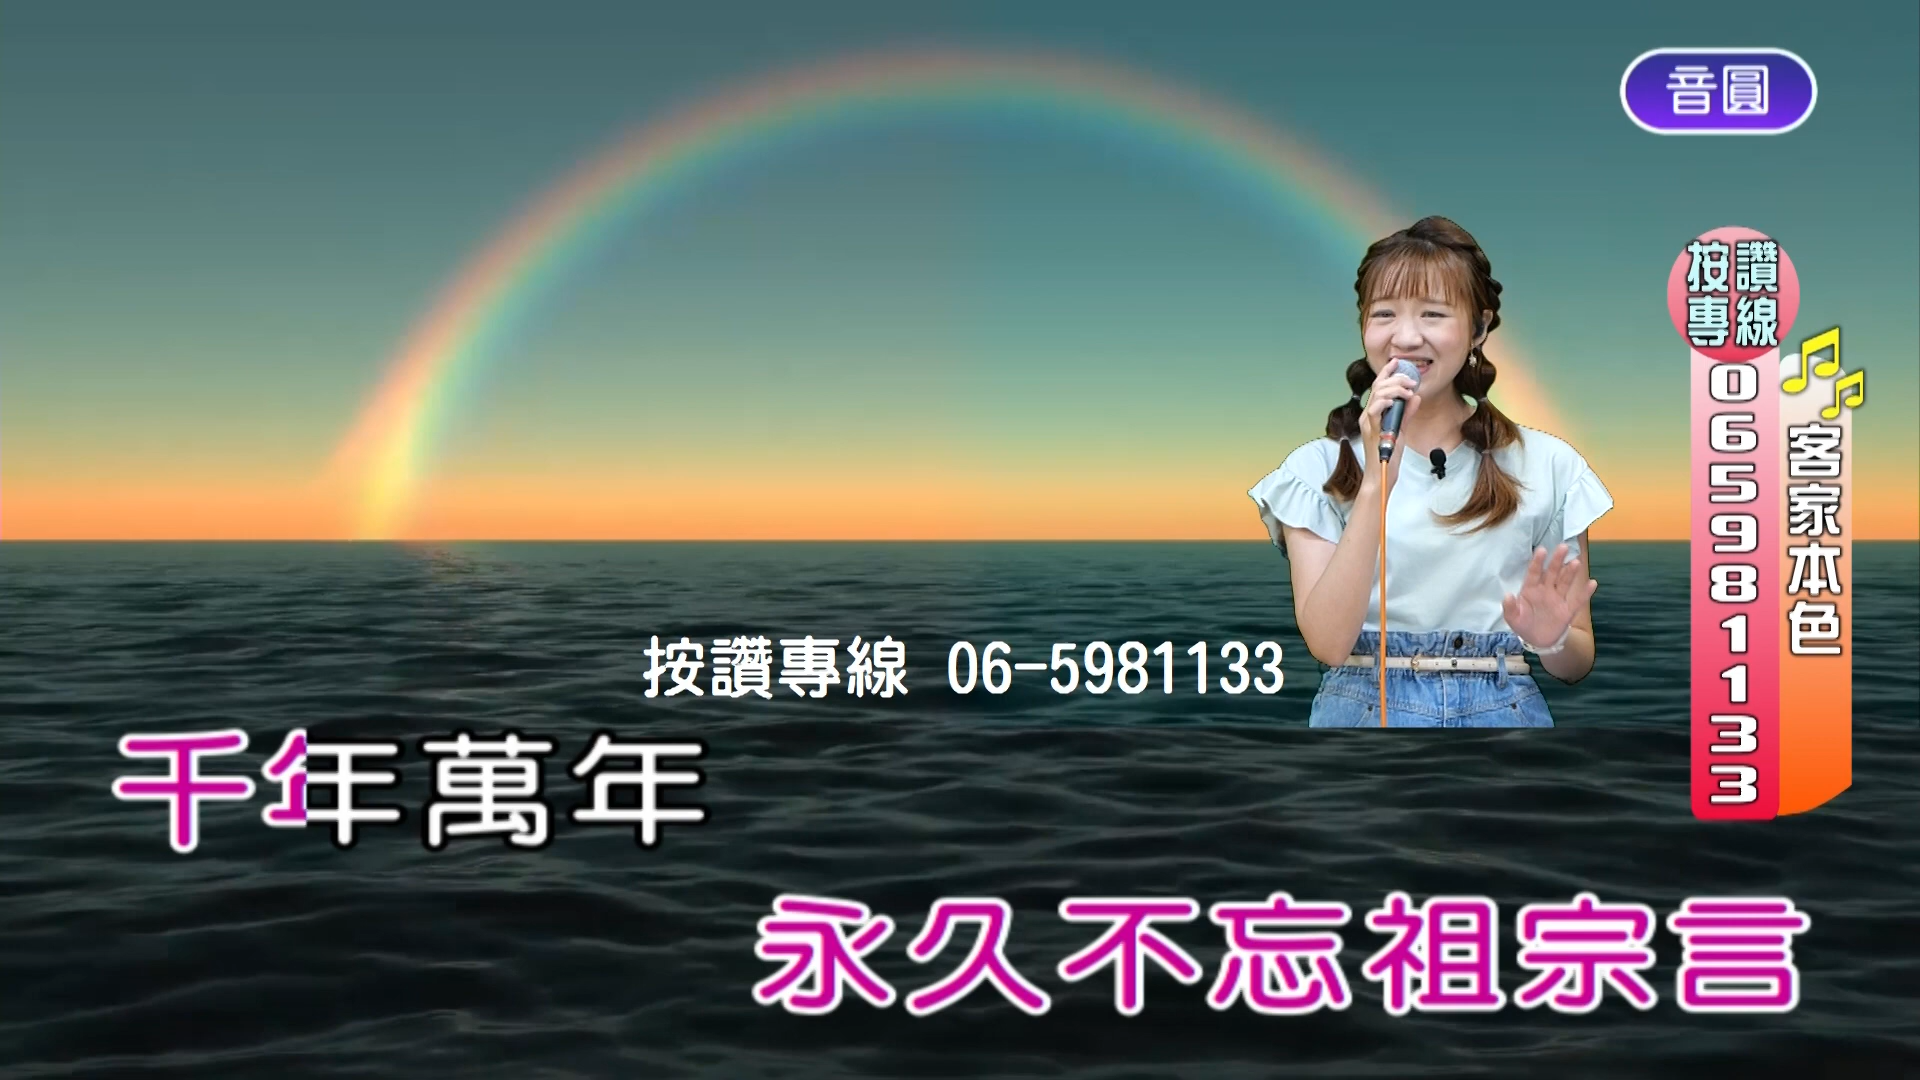 音圓
按讚
專線
065981133
客家本色
按讚專線 06-5981133
千年萬年
永久不忘祖宗言